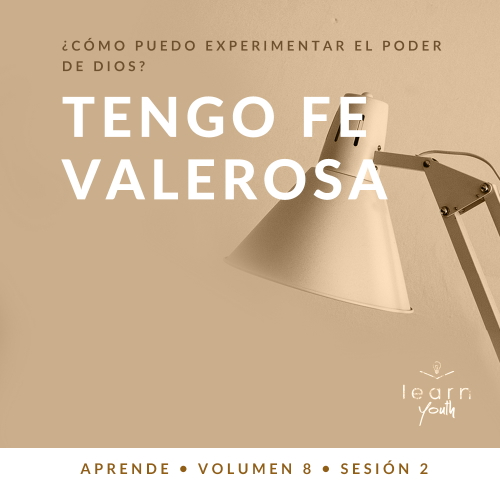 ¿CÓMO PUEDO EXPERIMENTAR EL PODER
DE DIOS?
TENGO FE
VALEROSA
learn
youth
APRENDE • VOLUMEN 8 • SESIÓN 2